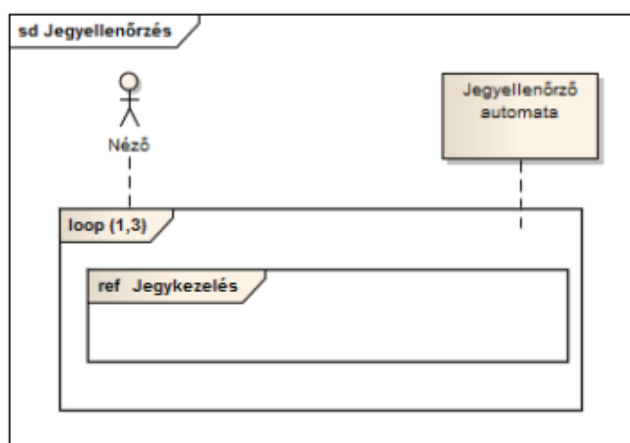 sd Jegyellenőrzés
Néző
Jegyellenőrző
automata
loop (1,3)
ref Jegykezelés